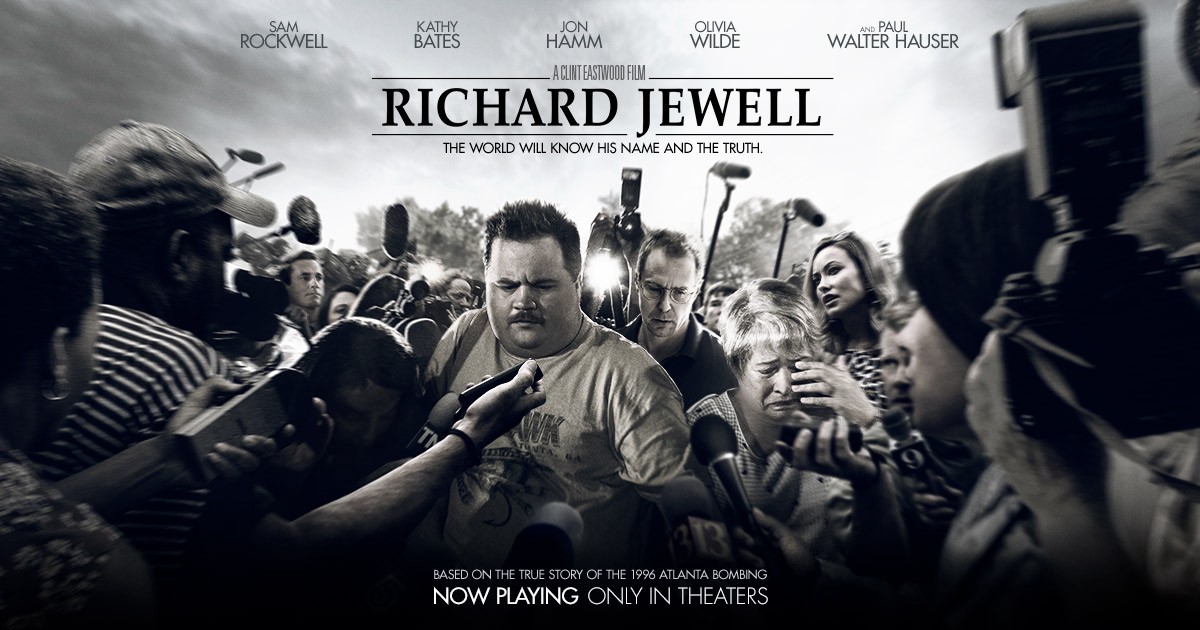 SAM
ROCKWELL
KATHY
BATES
JON
HAMM
OLIVIA
WILDE
AND PAUL
WALTER HAUSER
A CLINT EASTWOOD FILM
RICHARD JEWELL
THE WORLD WILL KNOW HIS NAME AND THE TRUTH.
9
13
BASED ON THE TRUE STORY OF THE 1996 ATLANTA BOMBING
NOW PLAYING ONLY IN THEATERS